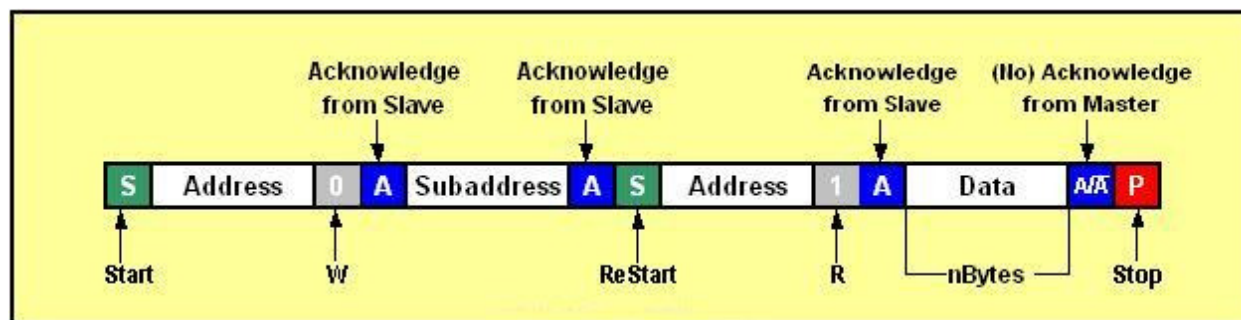 Acknowledge from Slave
Acknowledge from Slave
Acknowledge from Slave
(No) Acknowledge from Master
S Address 0 A Subaddress A S Address 1 A Data A/A̅ P
Start W ReStart R nBytes Stop